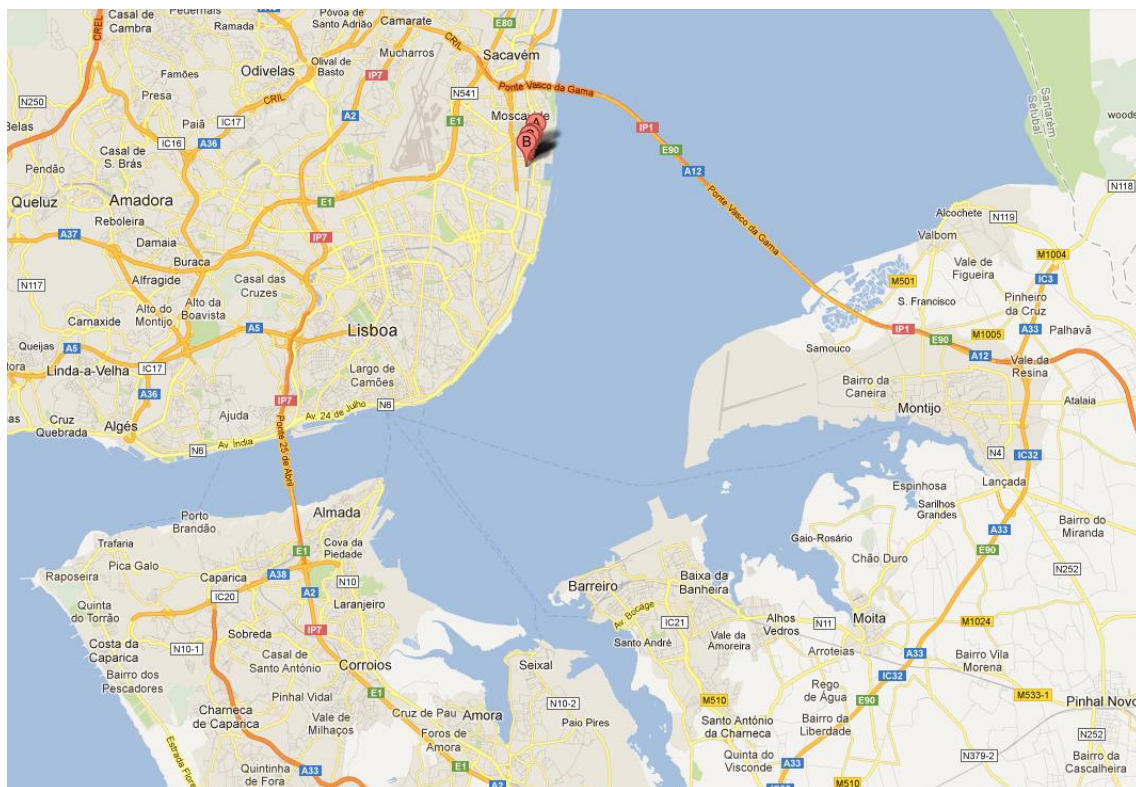 Casal de
Cambra
Pedernais
Ramada
Póvoa de
Santo Adrião
Camarate
CRIL
E80
Sacavém
CREL
Famões
Odivelas
Olival de
Basto
Mucharros
IP7
N541
Ponte Vasco da Gama
Santarém
Setúbal
N250
Presa
CRIL
A2
E1
Moscavide
IP1
woods
Belas
Paiã
IC17
IC16
A36
A
B
E90
A12
N118
Pendão
Casal de
S. Brás
Queluz
Amadora
E1
Ponte Vasco da Gama
Alcochete
N119
Reboleira
A37
Damaia
IP7
Valbom
M1004
Buraca
Vale de
Figueira
N117
Alfragide
Casal das
Cruzes
M501
IC3
Carnaxide
Alto do
Montijo
Alto da
Boavista
S. Francisco
Pinheiro
da Cruz
A5
Lisboa
IP1
M1005
A33
Palhavã
Queijas
A5
E90
Samouco
A12
Vale da
Resina
Linda-a-Velha
IC17
Largo de
Camões
Bairro da
Caneira
A36
IP7
Montijo
Atalaia
Cruz
Quebrada
Algés
Ajuda
Av. 24 de Julho
N6
N6
Av. Índia
Ponte 25 de Abril
N4
IC32
Espinhosa
Lançada
Porto
Brandão
Almada
Sarilhos
Grandes
A33
Bairro do
Miranda
Trafaria
E1
Cova da
Piedade
Gaio-Rosário
E90
Raposeira
Pica Galo
Caparica
A38
N10
Chão Duro
N252
IC20
A2
Barreiro
Baixa da
Banheira
Quinta
do Torrão
Laranjeiro
Av. Bocage
Alhos
Vedros
N11
Moita
M1024
Costa da
Caparica
N10-1
Sobreda
IP7
IC21
Vale da
Amoreira
Santo André
Arroteias
A33
Bairro Vila
Morena
Bairro dos
Pescadores
Casal de
Santo António
Corroios
Seixal
IC32
Pinhal Vidal
E1
N10-2
M510
Rego
de Água
E90
M533-1
Pinhal Novo
Charneca
de Caparica
Vale de
Milhaços
Cruz de Pau
Amora
Paio Pires
Santo António
da Charneca
Bairro da
Liberdade
N252
Foros de
Amora
Quinta do
Visconde
N379-2
Bairro da
Cascalheira
Quintinha
de Fora
A33
E1
A2
A33
M510